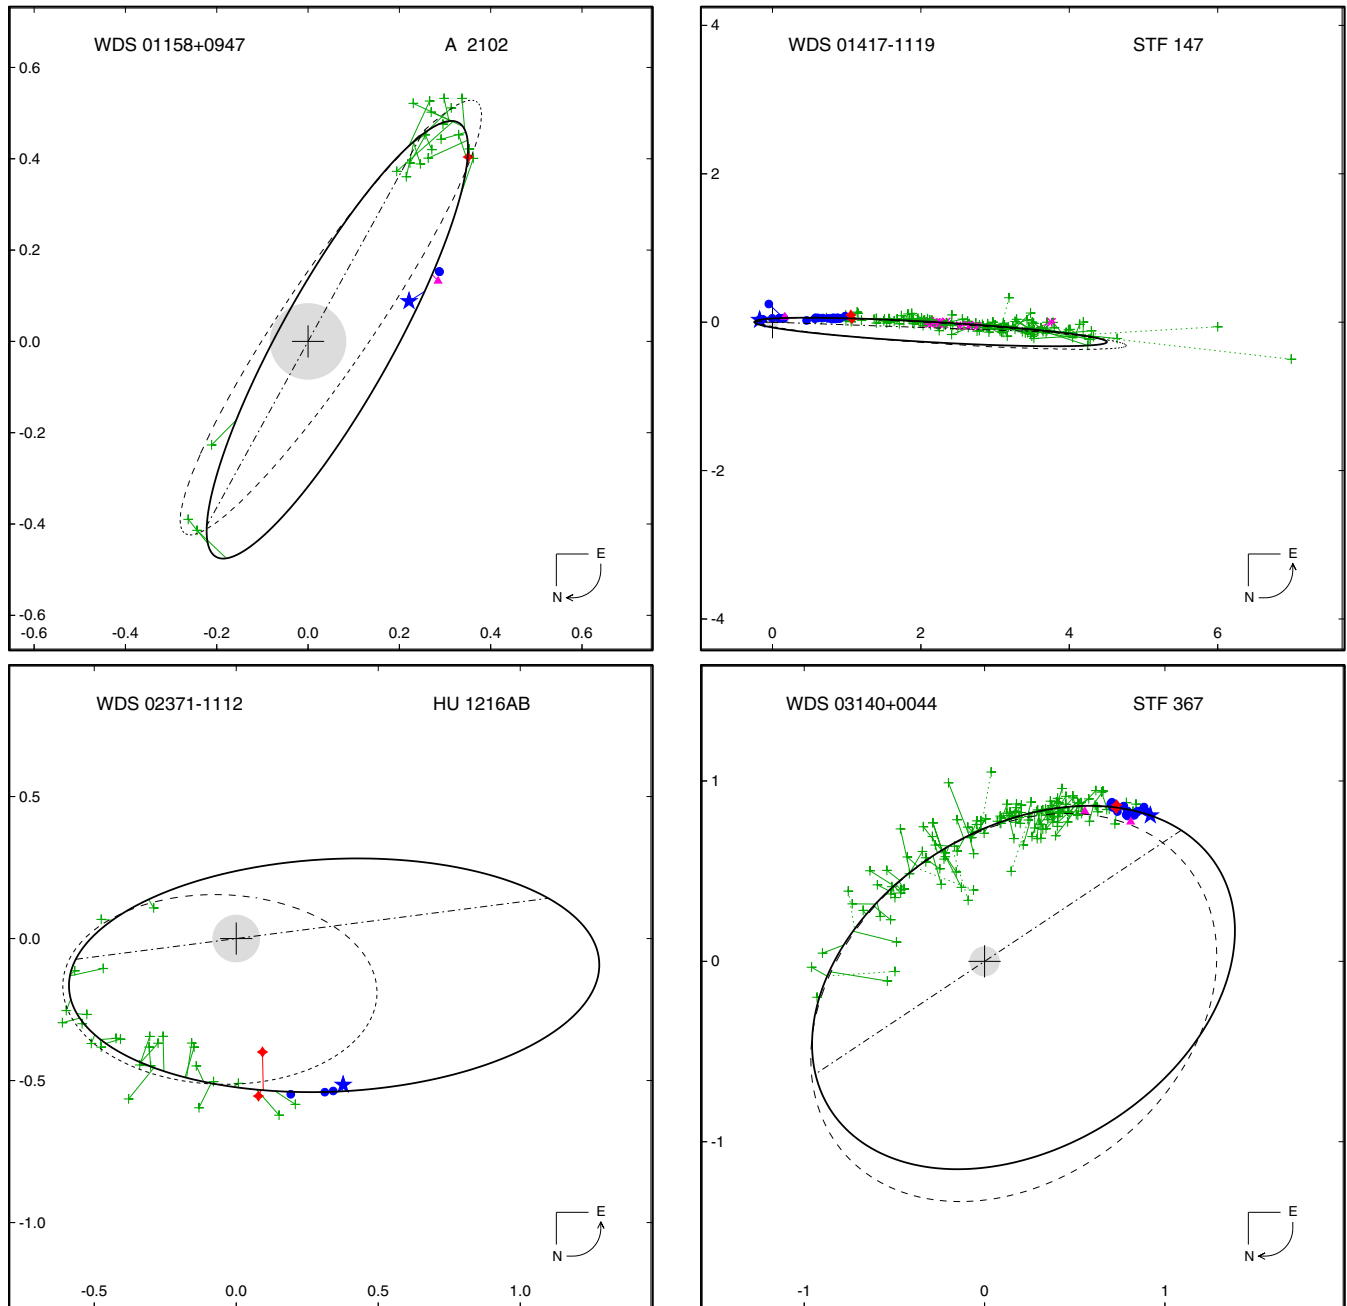 WDS 01158+0947 A 2102
0.6
0.4
0.2
0.0
-0.2
-0.4
-0.6
-0.6 -0.4 -0.2 0.0 0.2 0.4 0.6
E
N
WDS 01417-1119 STF 147
4
2
0
-2
-4
0 2 4 6
E
N
WDS 02371-1112 HU 1216AB
0.5
0.0
-0.5
-1.0
-0.5 0.0 0.5 1.0
E
N
WDS 03140+0044 STF 367
1
0
-1
-1 0 1
E
N